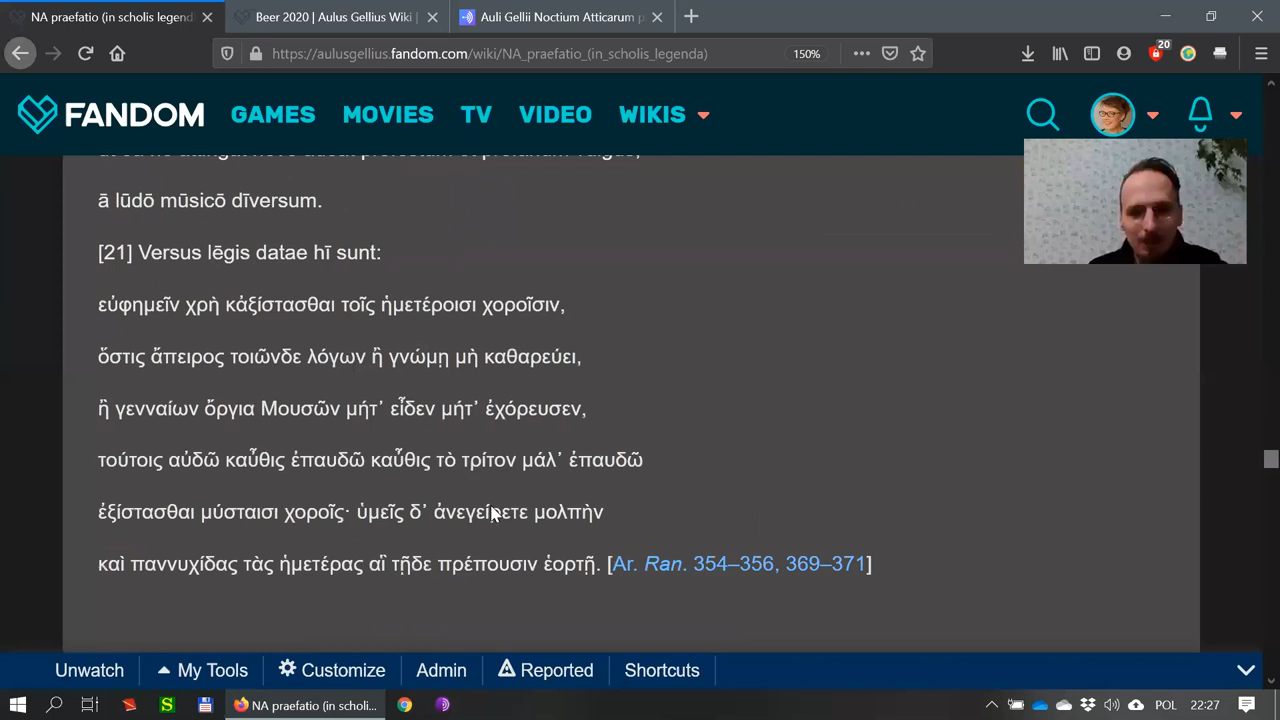 NA praefatio (in scholis legend
Beer 2020 | Aulus Gellius Wiki |
Auli Gellii Noctium Atticarum p
https://aulusgellius.fandom.com/wiki/NA_praefatio_(in_scholis_legenda)
150%
20
FANDOM
GAMES
MOVIES
TV
VIDEO
WIKIS
ā lūdō mūsicō dīversum.
[21] Versus lēgis datae hī sunt:
εὐφημεῖν χρὴ κἀξίστασθαι τοῖς ἡμετέροισι χοροῖσιν,
ὅστις ἄπειρος τοιῶνδε λόγων ἢ γνώμῃ μὴ καθαρεύει,
ἢ γενναίων ὄργια Μουσῶν μήτ᾽ εἶδεν μήτ᾽ ἐχόρευσεν,
τούτοις αὐδῶ καὖθις ἐπαυδῶ καὖθις τὸ τρίτον μάλ᾽ ἐπαυδῶ
ἐξίστασθαι μύσταισι χοροῖς· ὑμεῖς δ᾽ ἀνεγείρετε μολπὴν
καὶ παννυχίδας τὰς ἡμετέρας αἳ τῇδε πρέπουσιν ἑορτῇ. [Ar. Ran. 354–356, 369–371]
Unwatch
My Tools
Customize
Admin
Reported
Shortcuts
NA praefatio (in scholi...
POL
22:27